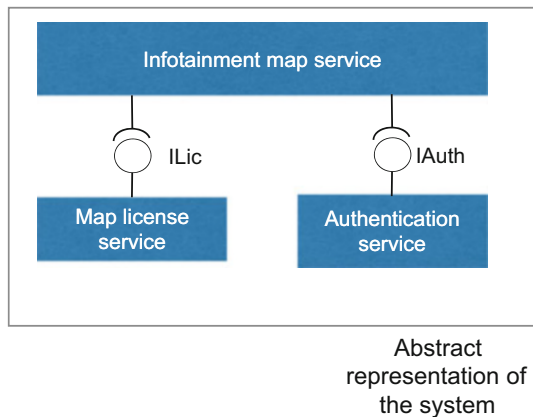 Infotainment map service
ILic
IAuth
Map license
service
Authentication
service
Abstract
representation of
the system